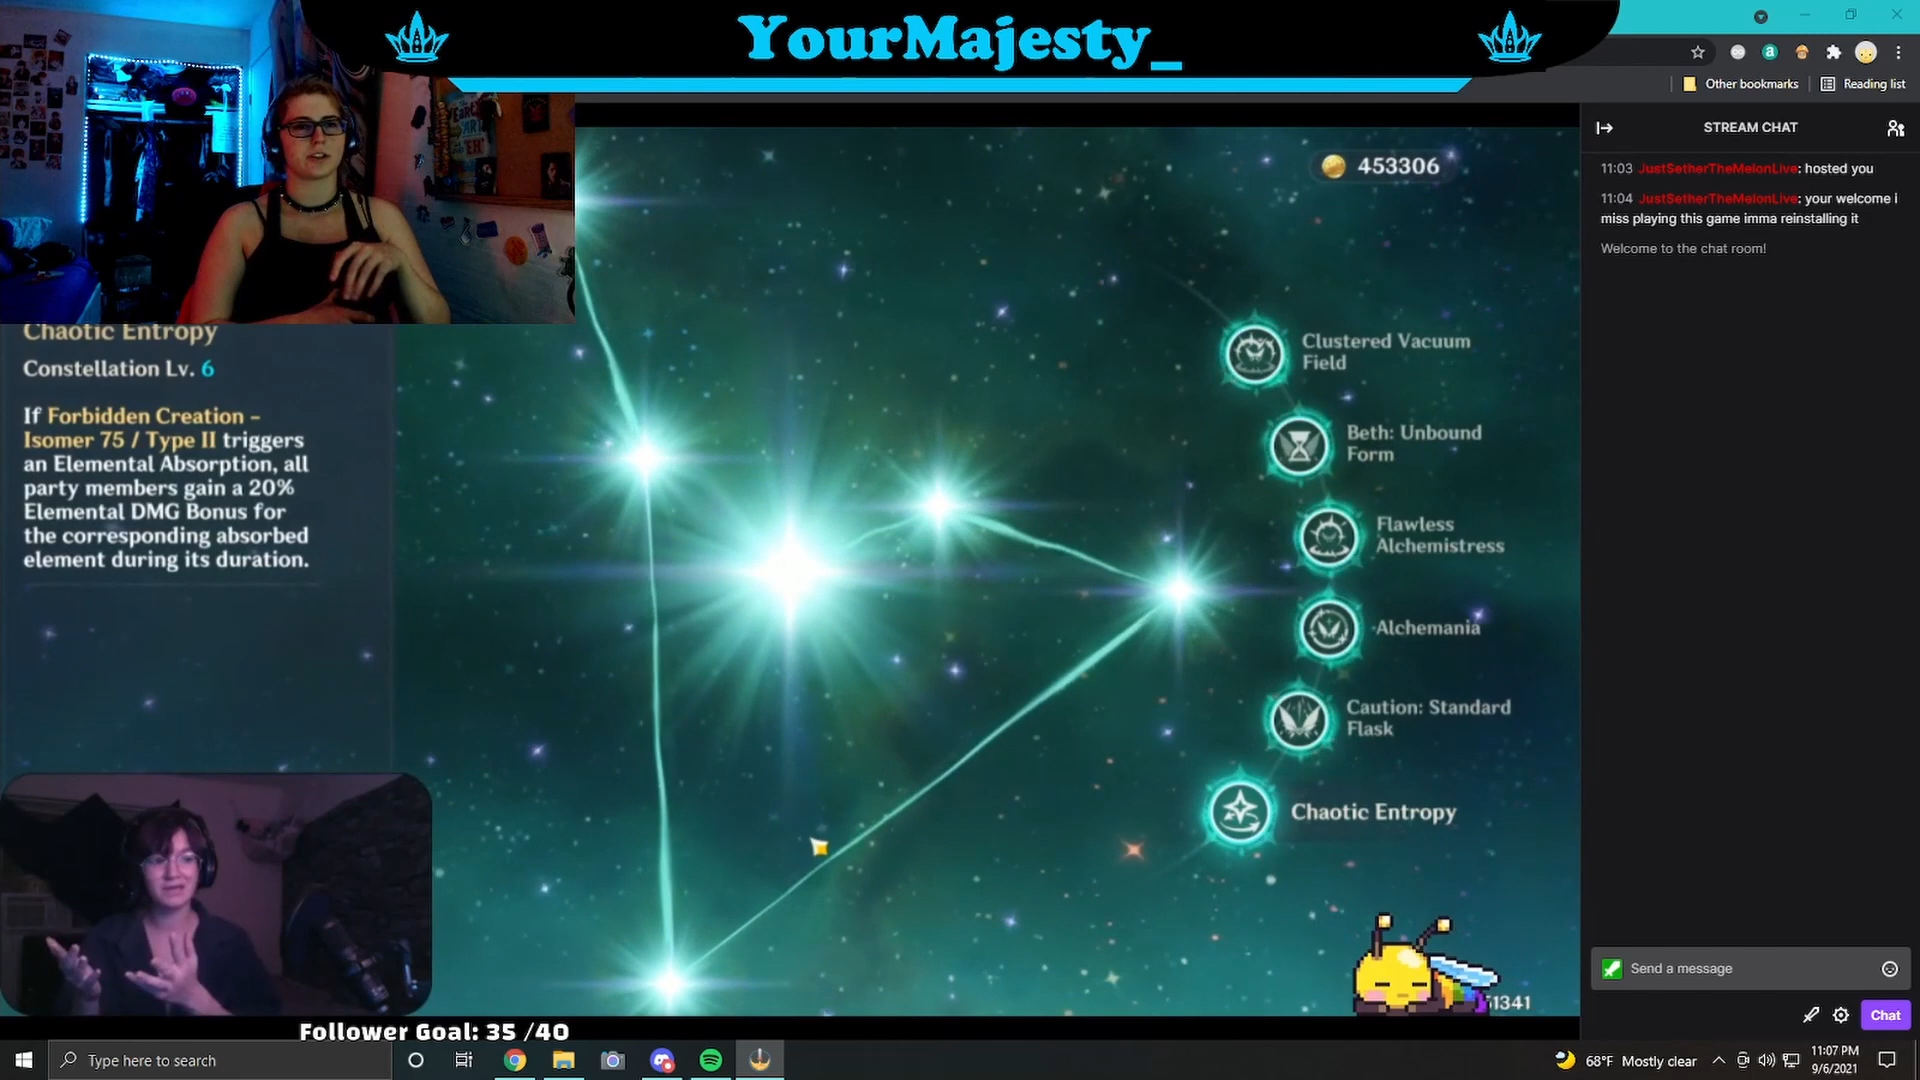 YourMajesty_
Other bookmarks
Reading list
STREAM CHAT
11:03 JustSetherTheMelonLive: hosted you
11:04 JustSetherTheMelonLive: your welcome i
miss playing this game imma reinstalling it
Welcome to the chat room!
453306
Chaotic Entropy
Constellation Lv. 6
If Forbidden Creation –
Isomer 75 / Type II triggers
an Elemental Absorption, all
party members gain a 20%
Elemental DMG Bonus for
the corresponding absorbed
element during its duration.
Clustered Vacuum
Field
Beth: Unbound
Form
Flawless
Alchemistress
Alchemania
Caution: Standard
Flask
Chaotic Entropy
1341
Send a message
Chat
Follower Goal: 35 /40
Type here to search
68°F Mostly clear
11:07 PM
9/6/2021